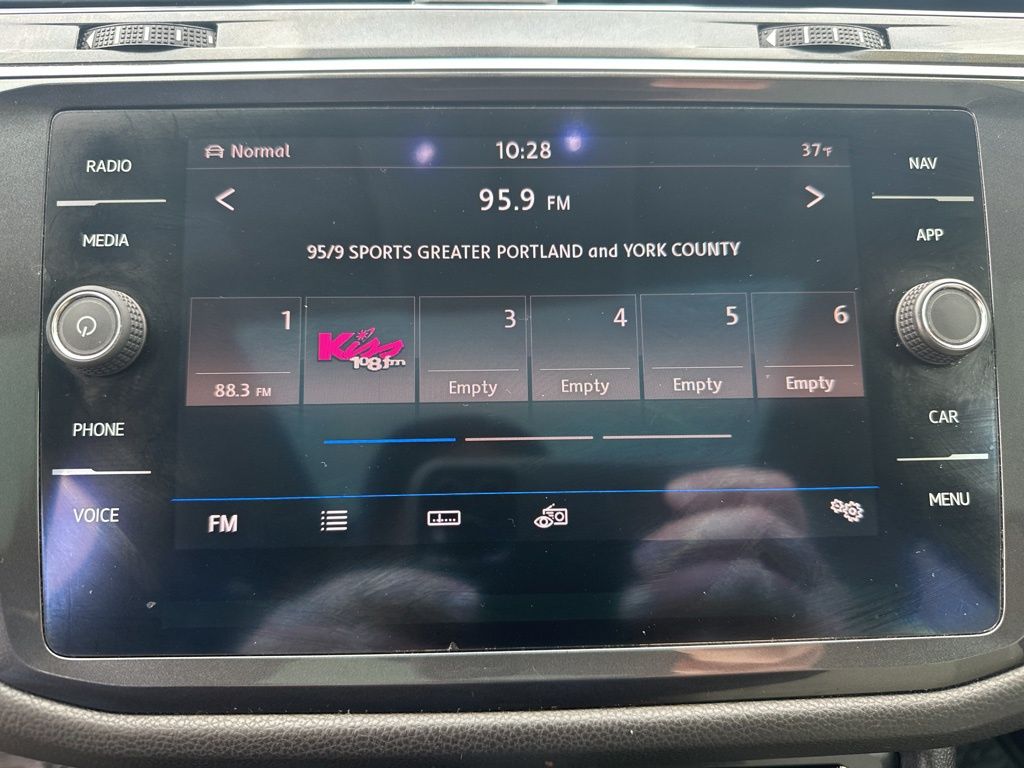 RADIO
MEDIA
PHONE
VOICE
Normal 10:28 37°F
95.9 FM
95/9 SPORTS GREATER PORTLAND and YORK COUNTY
1 3 4 5 6
Kiss
108fm
88.3 FM Empty Empty Empty Empty
FM
NAV
APP
CAR
MENU